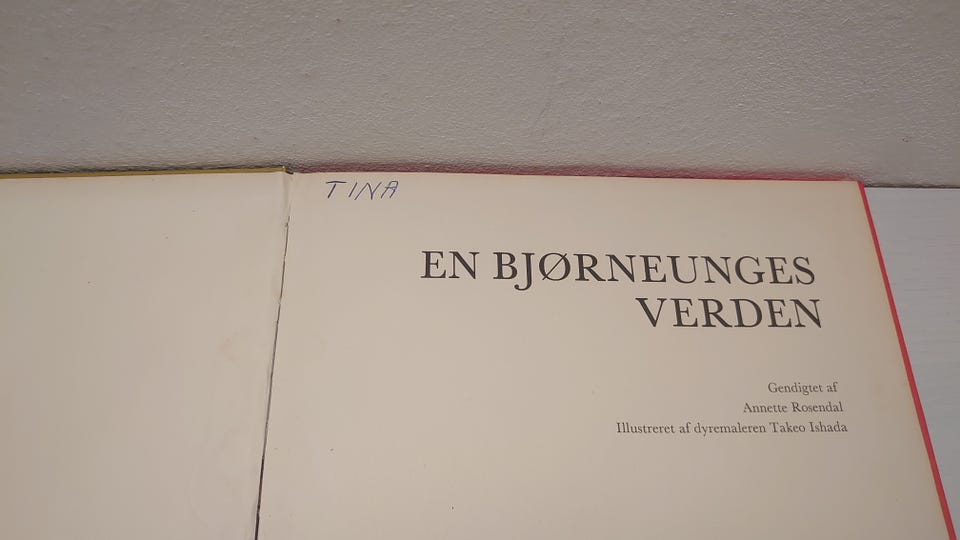 TINA
EN BJØRNEUNGES
VERDEN
Gendigtet af
Annette Rosendal
Illustreret af dyremaleren Takeo Ishada